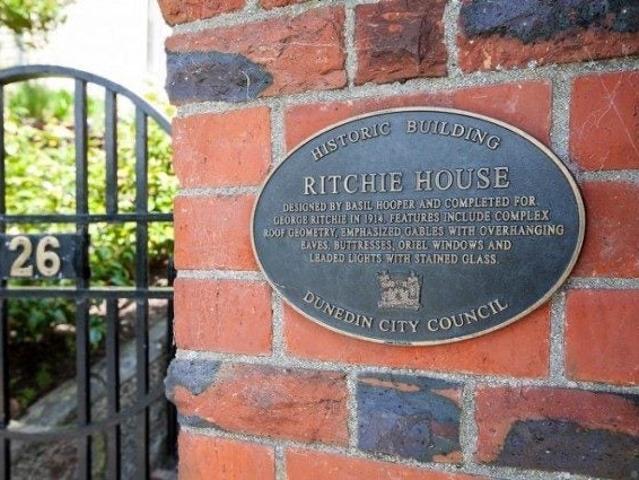 HISTORIC BUILDING
RITCHIE HOUSE
DESIGNED BY BASIL HOOPER AND COMPLETED FOR
GEORGE RITCHIE IN 1914. FEATURES INCLUDE COMPLEX
ROOF GEOMETRY, EMPHASIZED GABLES WITH OVERHANGING
EAVES, BUTTRESSES, ORIEL WINDOWS AND
LEADED LIGHTS WITH STAINED GLASS.
DUNEDIN CITY COUNCIL
26